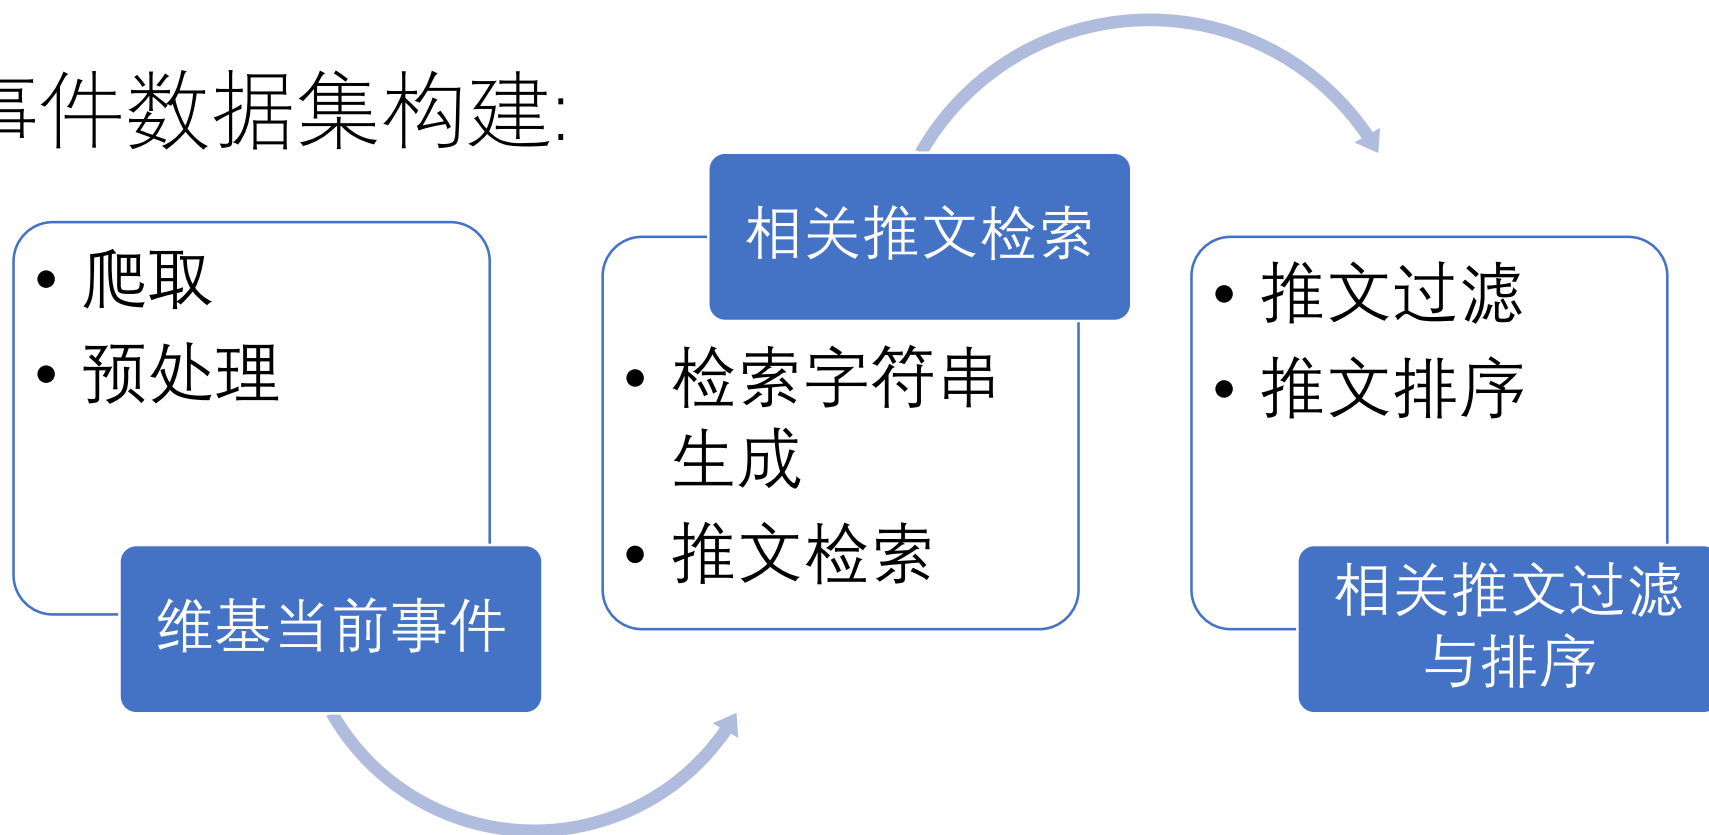 事件数据集构建:
• 爬取
• 预处理
维基当前事件
相关推文检索
• 检索字符串
生成
• 推文检索
• 推文过滤
• 推文排序
相关推文过滤
与排序